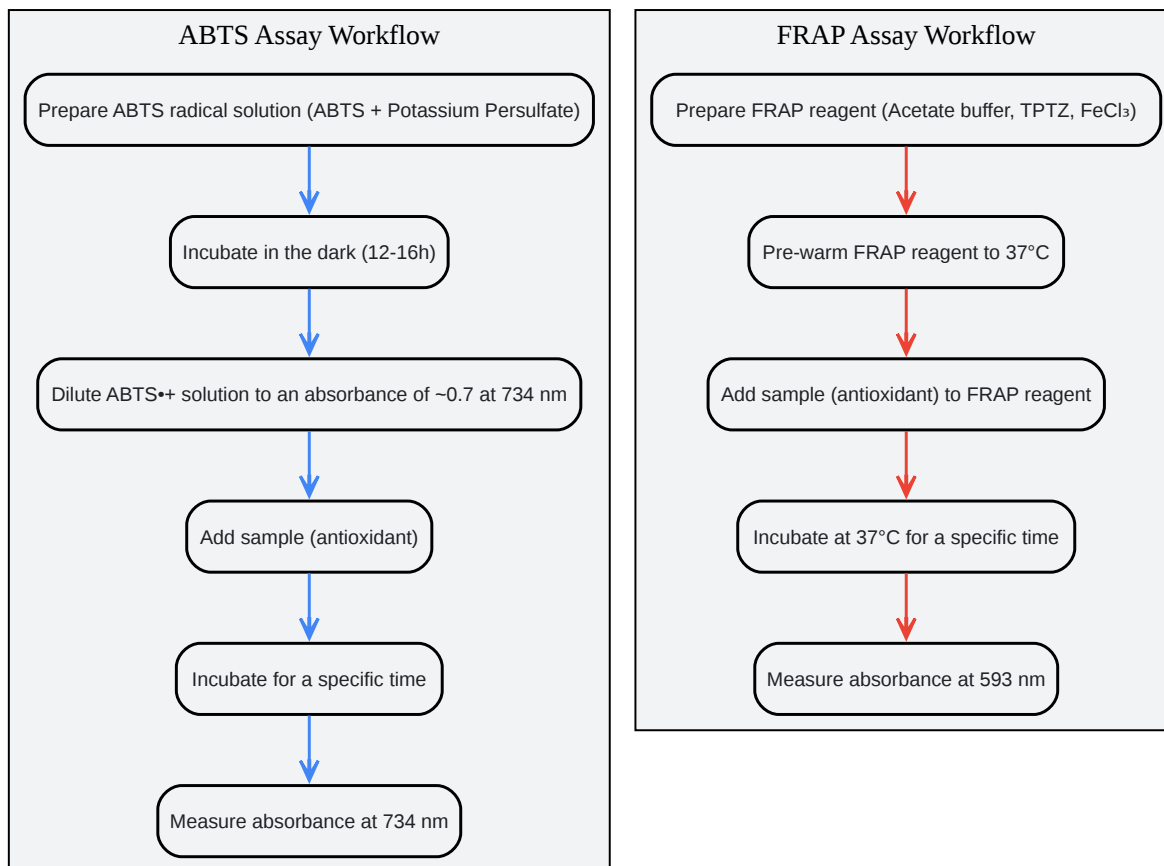 ABTS Assay Workflow
Prepare ABTS radical solution (ABTS + Potassium Persulfate)
Incubate in the dark (12-16h)
Dilute ABTS•+ solution to an absorbance of ~0.7 at 734 nm
Add sample (antioxidant)
Incubate for a specific time
Measure absorbance at 734 nm
FRAP Assay Workflow
Prepare FRAP reagent (Acetate buffer, TPTZ, FeCl₃)
Pre-warm FRAP reagent to 37°C
Add sample (antioxidant) to FRAP reagent
Incubate at 37°C for a specific time
Measure absorbance at 593 nm